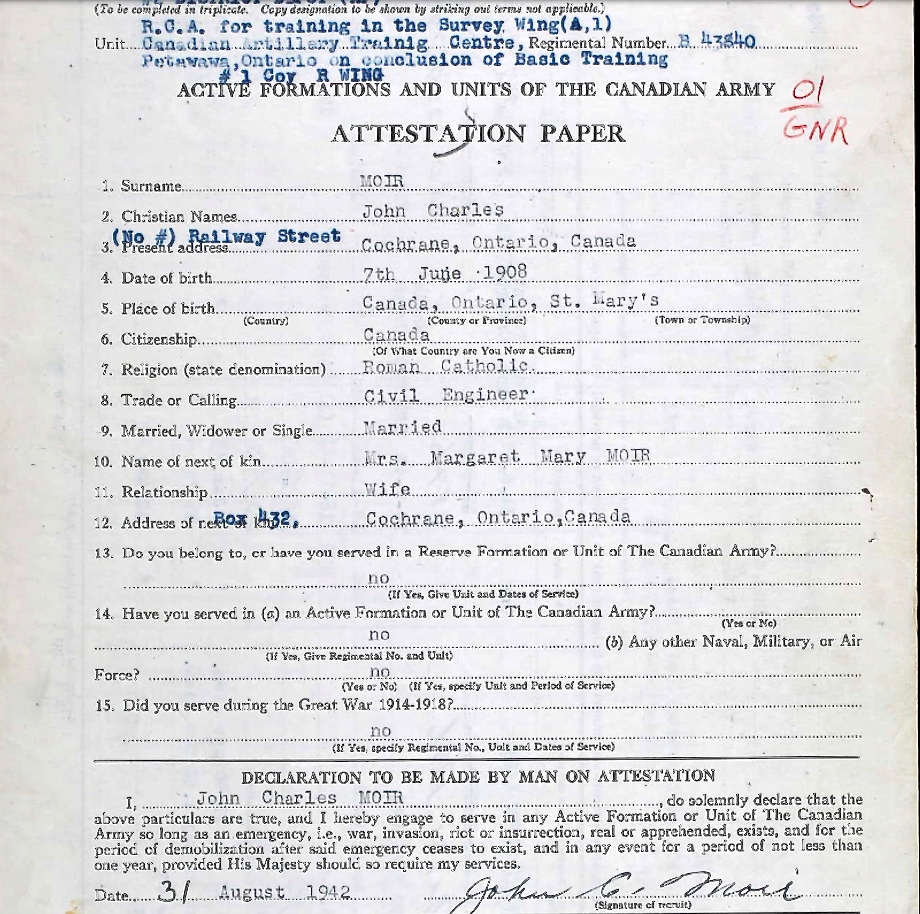 (To be completed in triplicate. Copy designation to be shown by striking out terms not applicable.)
R.C.A. for training in the Survey Wing(A,1)
Unit Canadian Artillery Trainig Centre, Regimental Number B 43840
Petawawa,Ontario on conclusion of Basic Training
#1 Coy R WING
ACTIVE FORMATIONS AND UNITS OF THE CANADIAN ARMY
01
GNR
ATTESTATION PAPER
1. Surname MOIR
2. Christian Names John Charles
(No #) Railway Street
3. Present address Cochrane, Ontario, Canada
4. Date of birth 7th June 1908
5. Place of birth Canada, Ontario, St. Mary's
(Country) (County or Province) (Town or Township)
6. Citizenship Canada
(Of What Country are You Now a Citizen)
7. Religion (state denomination) Roman Catholic.
8. Trade or Calling Civil Engineer
9. Married, Widower or Single Married
10. Name of next of kin Mrs. Margaret Mary MOIR
11. Relationship Wife
12. Address of next of kin Box 432, Cochrane, Ontario,Canada
13. Do you belong to, or have you served in a Reserve Formation or Unit of The Canadian Army?
no
(If Yes, Give Unit and Dates of Service)
14. Have you served in (a) an Active Formation or Unit of The Canadian Army?
(Yes or No)
no (b) Any other Naval, Military, or Air
(If Yes, Give Regimental No. and Unit)
Force? no
(Yes or No) (If Yes, specify Unit and Period of Service)
15. Did you serve during the Great War 1914-1918?
no
(If Yes, specify Regimental No., Unit and Dates of Service)
DECLARATION TO BE MADE BY MAN ON ATTESTATION
I, John Charles MOIR, do solemnly declare that the
above particulars are true, and I hereby engage to serve in any Active Formation or Unit of The Canadian
Army so long as an emergency, i.e., war, invasion, riot or insurrection, real or apprehended, exists, and for the
period of demobilization after said emergency ceases to exist, and in any event for a period of not less than
one year, provided His Majesty should so require my services.
Date 31 August 1942 John C. Moir
(Signature of recruit)